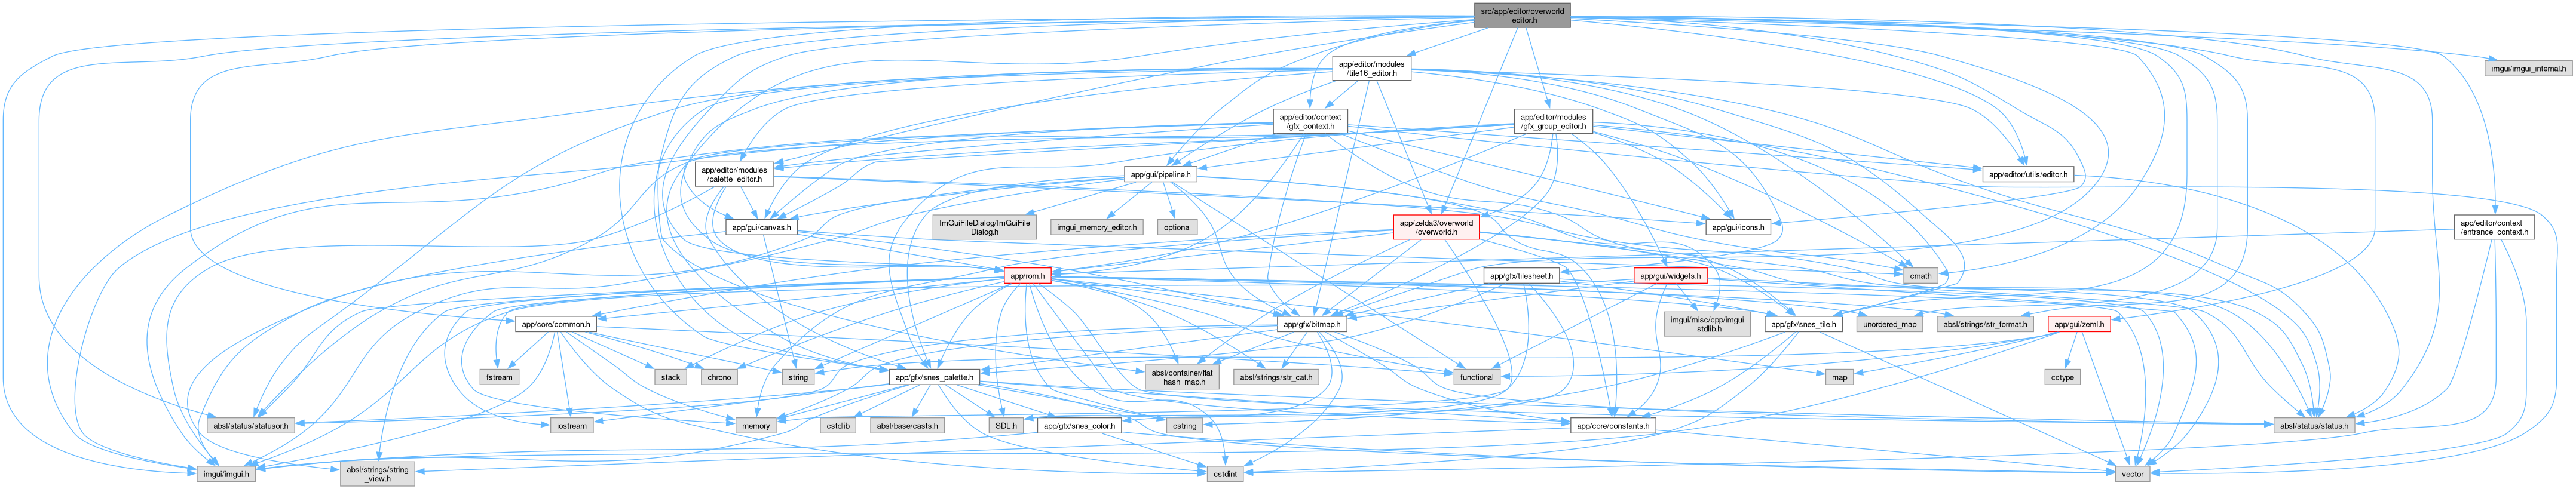 src/app/editor/overworld
_editor.h
app/editor/modules
/tile16_editor.h
imgui/imgui_internal.h
app/editor/context
/gfx_context.h
app/editor/modules
/gfx_group_editor.h
app/editor/modules
/palette_editor.h
app/gui/pipeline.h
app/editor/utils/editor.h
app/gui/canvas.h
ImGuiFileDialog/ImGuiFile
Dialog.h
imgui_memory_editor.h
optional
app/zelda3/overworld
/overworld.h
app/gui/icons.h
app/editor/context
/entrance_context.h
app/rom.h
app/gfx/tilesheet.h
app/gui/widgets.h
cmath
app/core/common.h
app/gfx/bitmap.h
imgui/misc/cpp/imgui
_stdlib.h
app/gfx/snes_tile.h
unordered_map
absl/strings/str_format.h
app/gui/zeml.h
fstream
stack
chrono
string
app/gfx/snes_palette.h
absl/container/flat
_hash_map.h
absl/strings/str_cat.h
functional
map
cctype
absl/status/statusor.h
iostream
memory
cstdlib
absl/base/casts.h
SDL.h
app/gfx/snes_color.h
cstring
app/core/constants.h
absl/status/status.h
imgui/imgui.h
absl/strings/string
_view.h
cstdint
vector